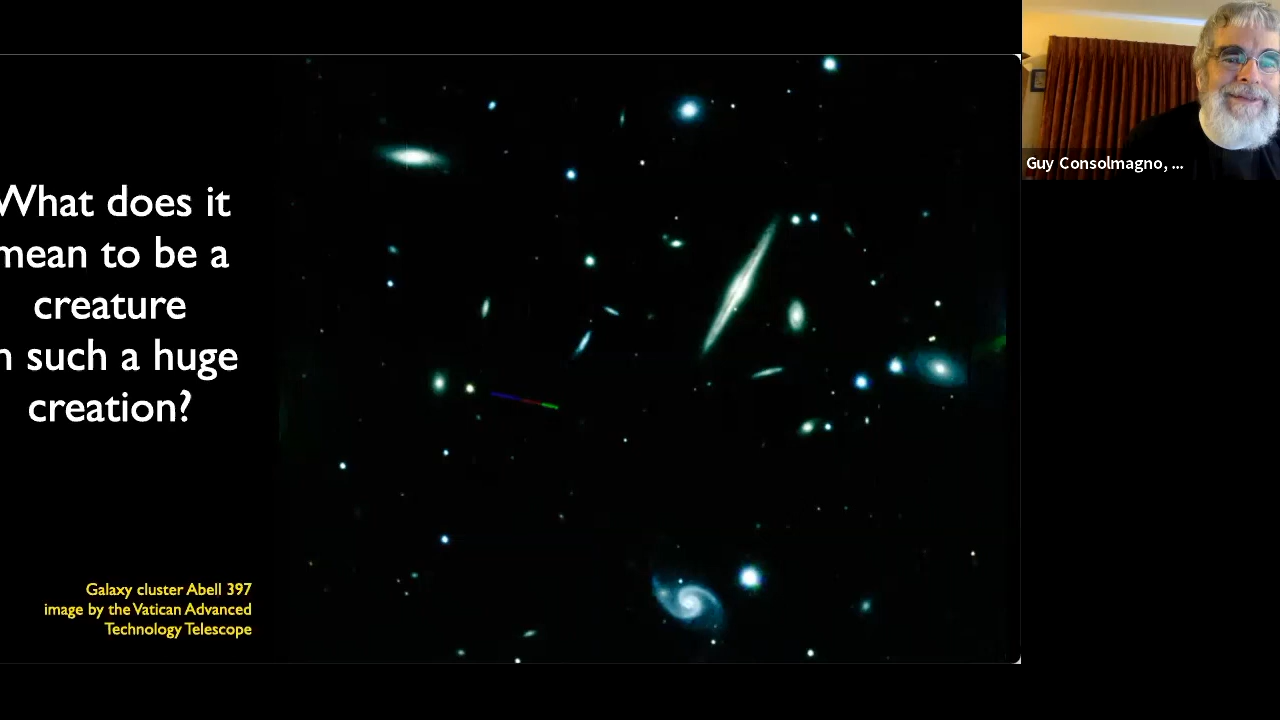 What does it
mean to be a
creature
n such a huge
creation?
Galaxy cluster Abell 397
image by the Vatican Advanced
Technology Telescope
Guy Consolmagno, ...